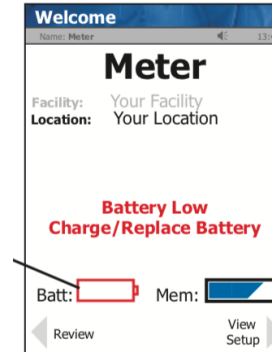 Welcome
Name: Meter
Meter
Facility: Your Facility
Location: Your Location
Battery Low
Charge/Replace Battery
Batt: Mem:
Review
View
Setup